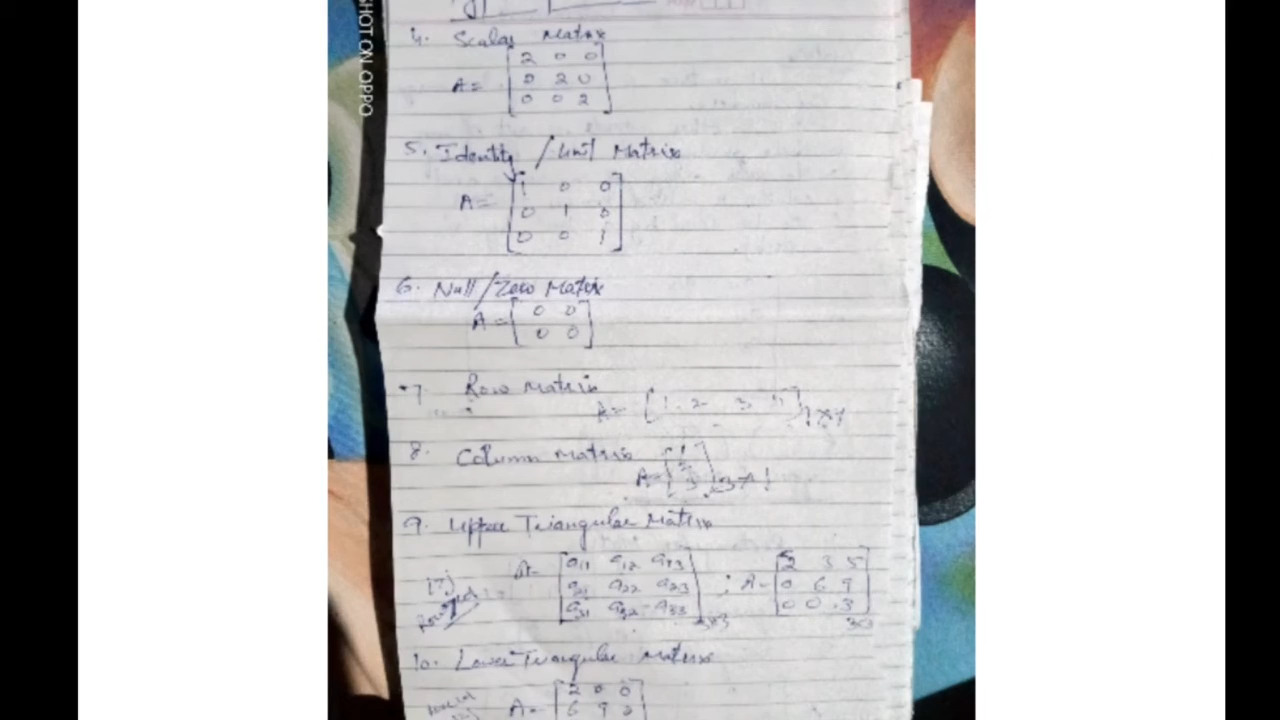 4. Scalar Matrix
A = [2 0 0
0 2 0
0 0 2]
5. Identity / Unit Matrix
A = [1 0 0
0 1 0
0 0 1]
6. Null/Zero Matrix
A = [0 0
0 0]
7 Row Matrix
A = [1 2 3 4]
8. Column Matrix
A = [1
2
3] 3×1
9. Upper Triangular Matrix
A = [a11 a12 a13
a21 a22 a23
a31 a32 a33] 3×3
; A = [2 3 5
0 6 9
0 0 3]
10. Lower Triangular Matrix
A = [2 0 0
6 9 0
SHOT ON OPPO